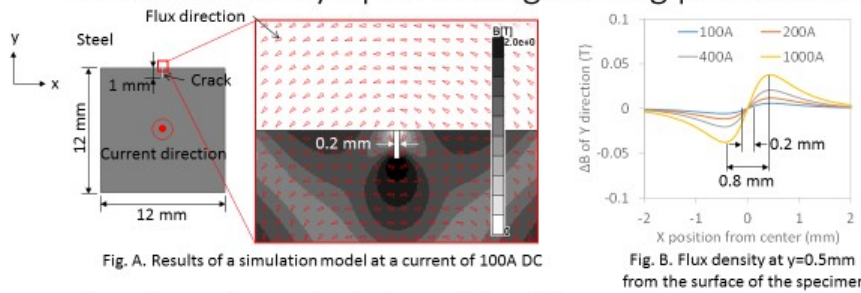 Flux direction
B[T]
2.0e+0
0
y
x
Steel
Crack
1 mm
12 mm
Current direction
12 mm
0.2 mm
Fig. A. Results of a simulation model at a current of 100A DC
ΔB of Y direction (T)
0.1
0.05
0
-0.05
-0.1
100A 200A
400A 1000A
0.2 mm
0.8 mm
-2 -1 0 1 2
X position from center (mm)
Fig. B. Flux density at y=0.5mm
from the surface of the specimen